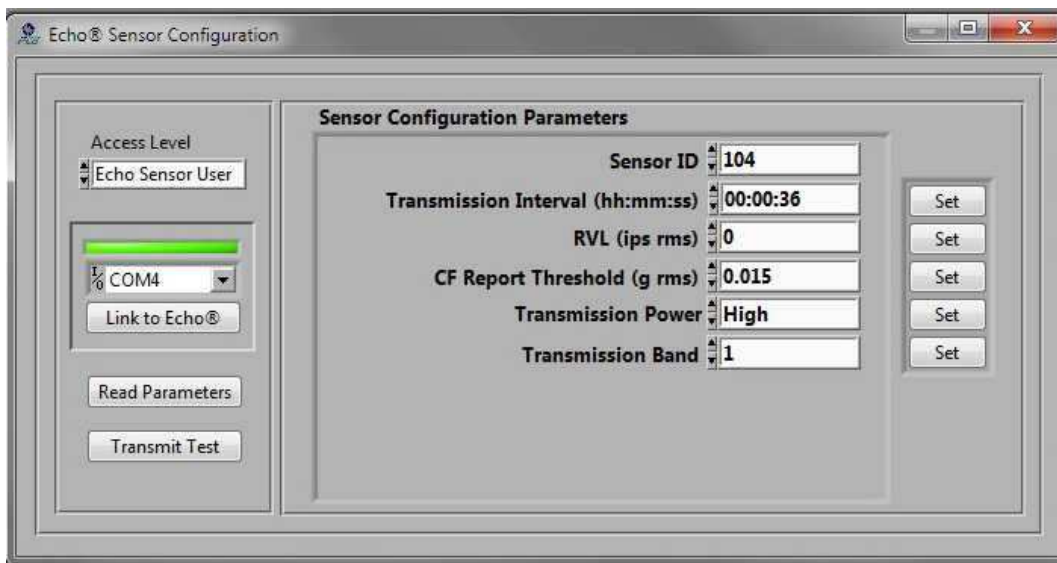 Echo® Sensor Configuration
Access Level
Echo Sensor User
I/O COM4
Link to Echo®
Read Parameters
Transmit Test
Sensor Configuration Parameters
Sensor ID 104
Transmission Interval (hh:mm:ss) 00:00:36 Set
RVL (ips rms) 0 Set
CF Report Threshold (g rms) 0.015 Set
Transmission Power High Set
Transmission Band 1 Set